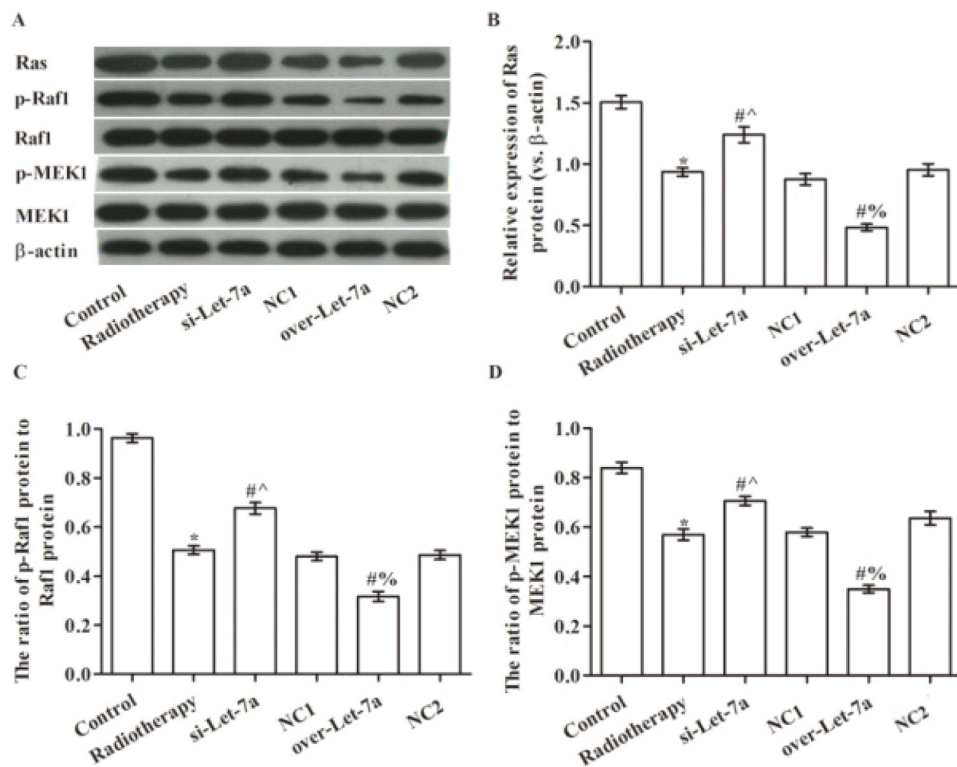 A
Ras
p-Raf1
Raf1
p-MEK1
MEK1
β-actin
Control
Radiotherapy
si-Let-7a
NC1
over-Let-7a
NC2
B
Relative expression of Ras
protein (vs. β-actin)
2.0
1.5
1.0
0.5
0.0
*
#^
#%
Control
Radiotherapy
si-Let-7a
NC1
over-Let-7a
NC2
C
The ratio of p-Raf1 protein to
Raf1 protein
1.0
0.8
0.6
0.4
0.2
0.0
*
#^
#%
Control
Radiotherapy
si-Let-7a
NC1
over-Let-7a
NC2
D
The ratio of p-MEK1 protein to
MEK1 protein
1.0
0.8
0.6
0.4
0.2
0.0
*
#^
#%
Control
Radiotherapy
si-Let-7a
NC1
over-Let-7a
NC2